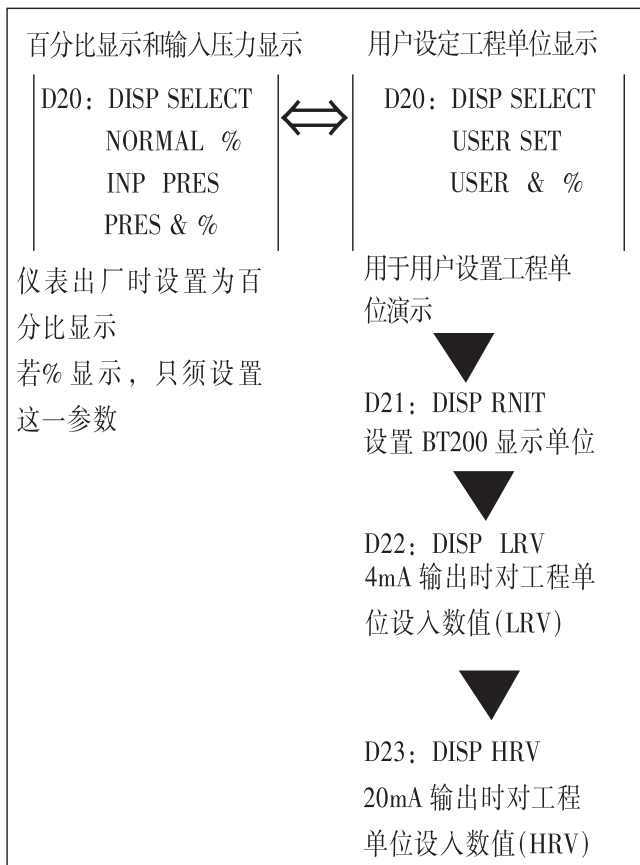 百分比显示和输入压力显示
D20：DISP SELECT
NORMAL %
INP PRES
PRES & %
仪表出厂时设置为百
分比显示
若% 显示，只须设置
这一参数
用户设定工程单位显示
D20：DISP SELECT
USER SET
USER & %
用于用户设置工程单
位演示
D21：DISP RNIT
设置 BT200 显示单位
D22：DISP LRV
4mA 输出时对工程单
位设入数值(LRV)
D23：DISP HRV
20mA 输出时对工程
单位设入数值(HRV)